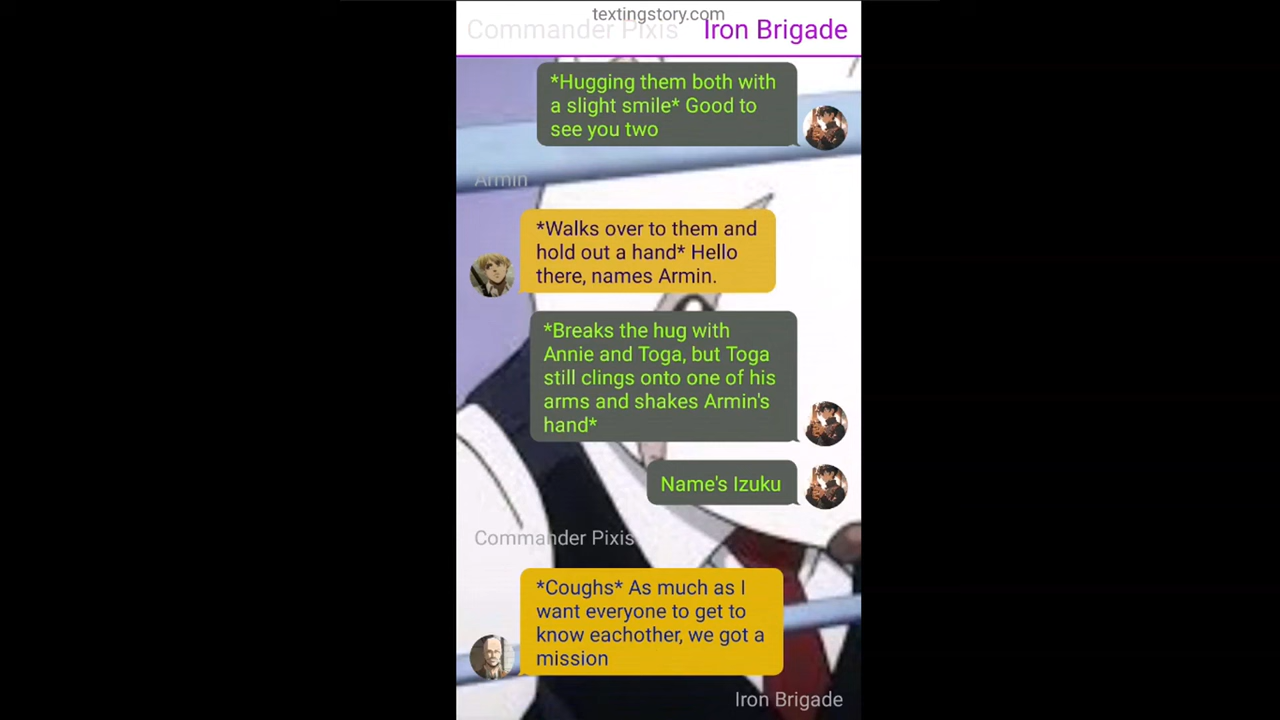 textingstory.com
Commander Pixis Iron Brigade
*Hugging them both with
a slight smile* Good to
see you two
Armin
*Walks over to them and
hold out a hand* Hello
there, names Armin.
*Breaks the hug with
Annie and Toga, but Toga
still clings onto one of his
arms and shakes Armin's
hand*
Name's Izuku
Commander Pixis
*Coughs* As much as I
want everyone to get to
know eachother, we got a
mission
Iron Brigade